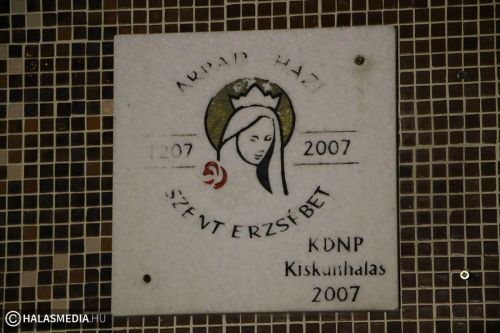 ÁRPÁD HÁZI
1207 2007
SZENT ERZSÉBET
KDNP
Kiskunhalas
2007
© HALASMEDIA.HU